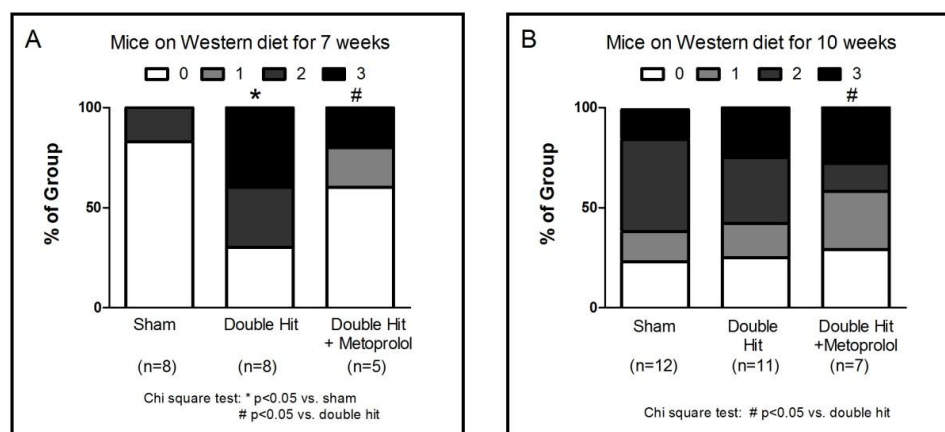 A
Mice on Western diet for 7 weeks
0 1 2 3
* #
100
50
0
% of Group
Sham Double Hit Double Hit
+ Metoprolol
(n=8) (n=8) (n=5)
Chi square test: * p<0.05 vs. sham
# p<0.05 vs. double hit
B
Mice on Western diet for 10 weeks
0 1 2 3
#
100
50
0
% of Group
Sham Double Double Hit
Hit +Metoprolol
(n=12) (n=11) (n=7)
Chi square test: # p<0.05 vs. double hit